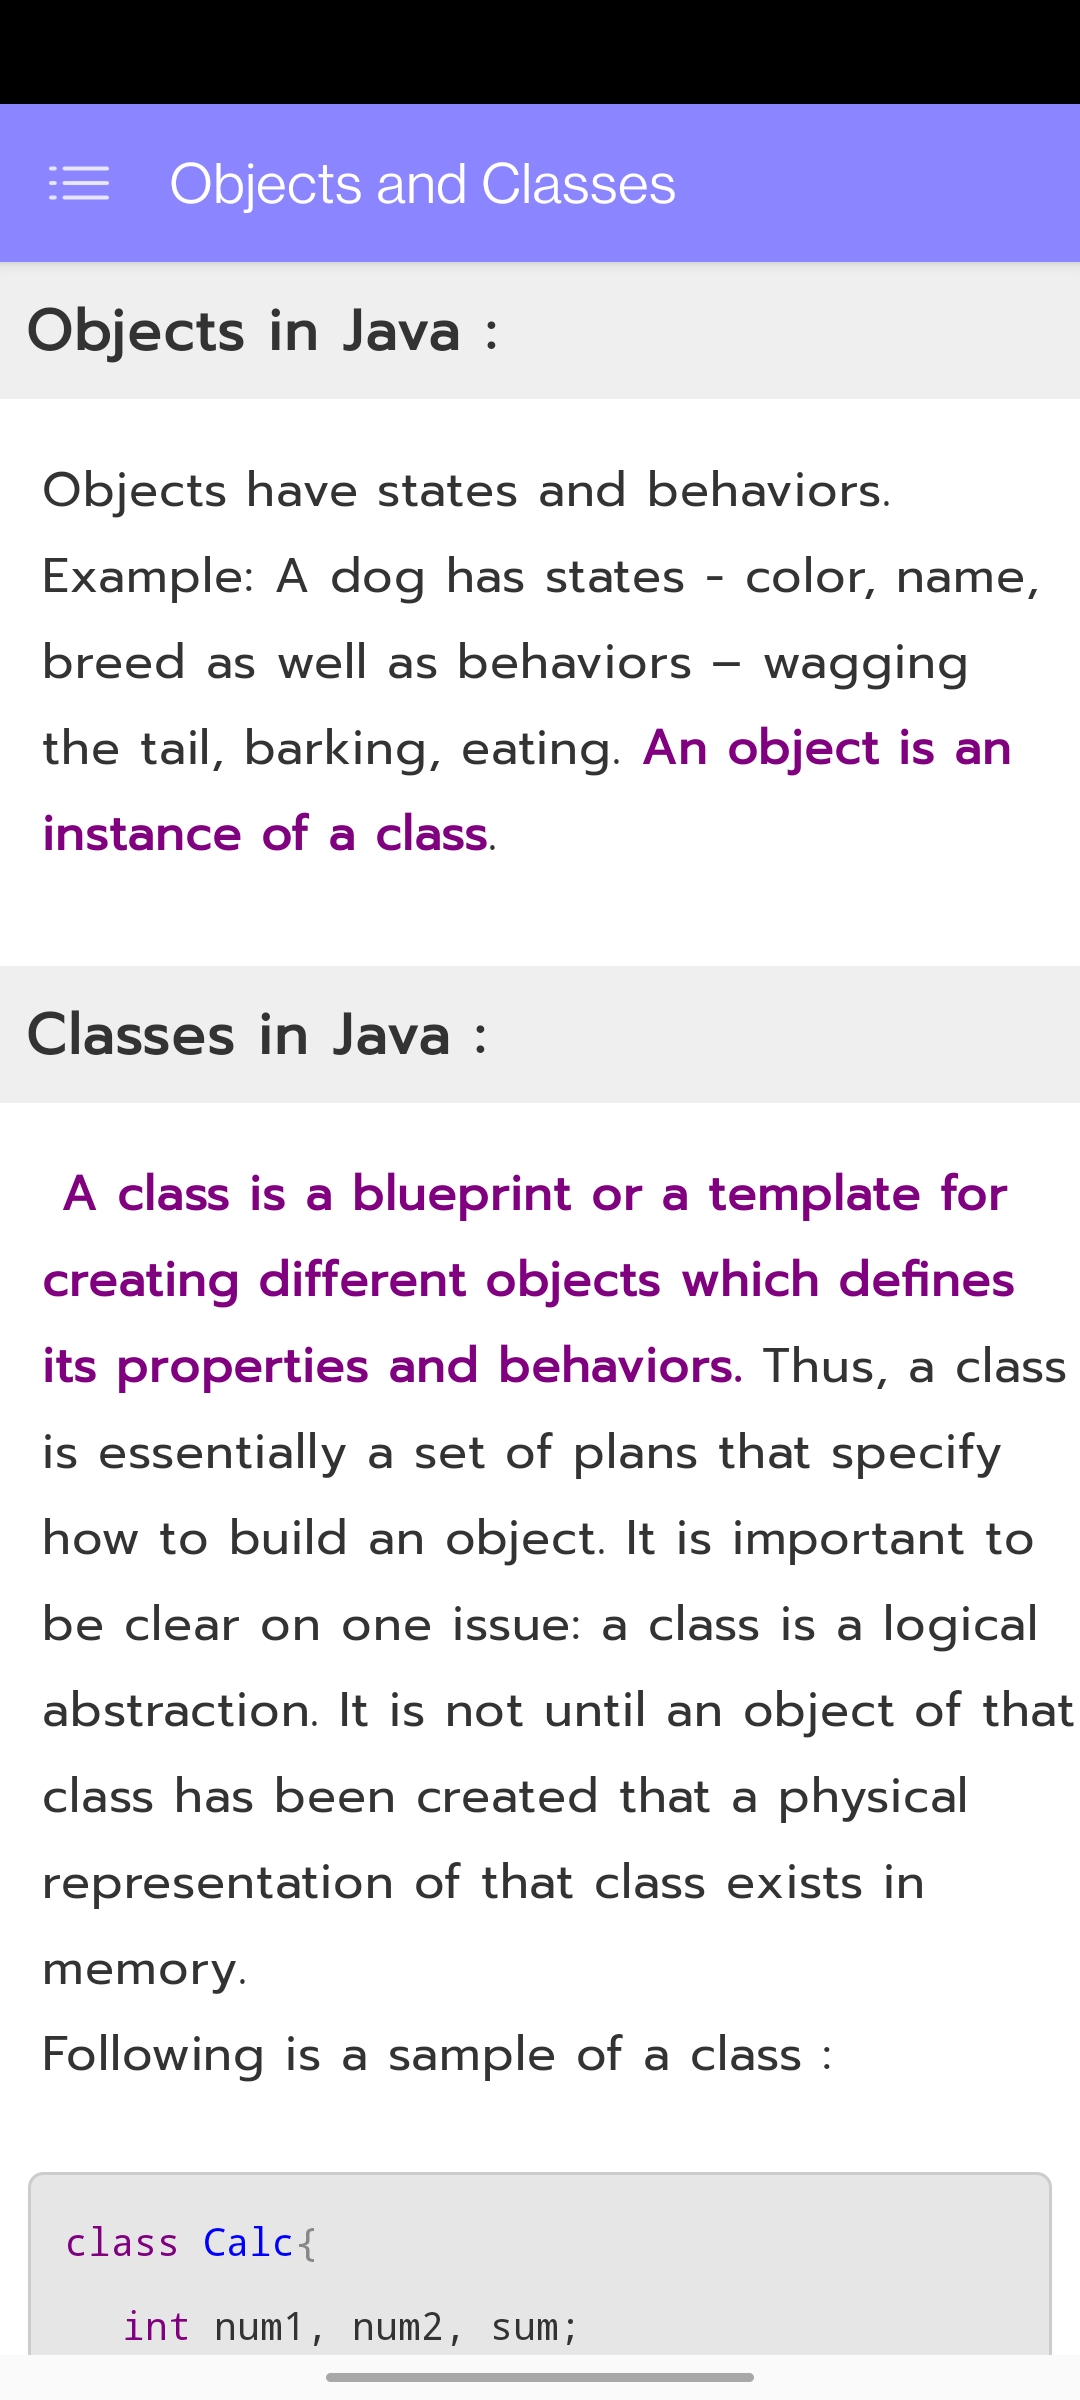 Objects and Classes
Objects in Java :
Objects have states and behaviors.
Example: A dog has states - color, name,
breed as well as behaviors – wagging
the tail, barking, eating. An object is an
instance of a class.
Classes in Java :
A class is a blueprint or a template for
creating different objects which defines
its properties and behaviors. Thus, a class
is essentially a set of plans that specify
how to build an object. It is important to
be clear on one issue: a class is a logical
abstraction. It is not until an object of that
class has been created that a physical
representation of that class exists in
memory.
Following is a sample of a class :
class Calc{
int num1, num2, sum;